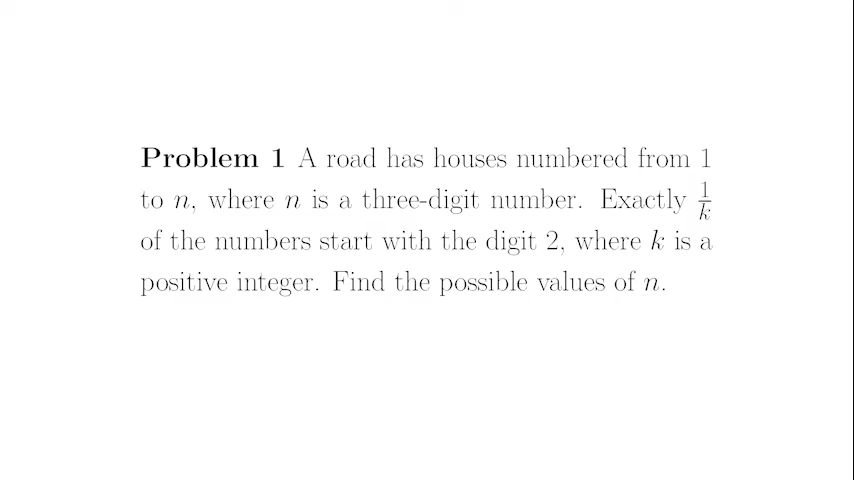 Problem 1 A road has houses numbered from 1
to n, where n is a three-digit number. Exactly 1/k
of the numbers start with the digit 2, where k is a
positive integer. Find the possible values of n.